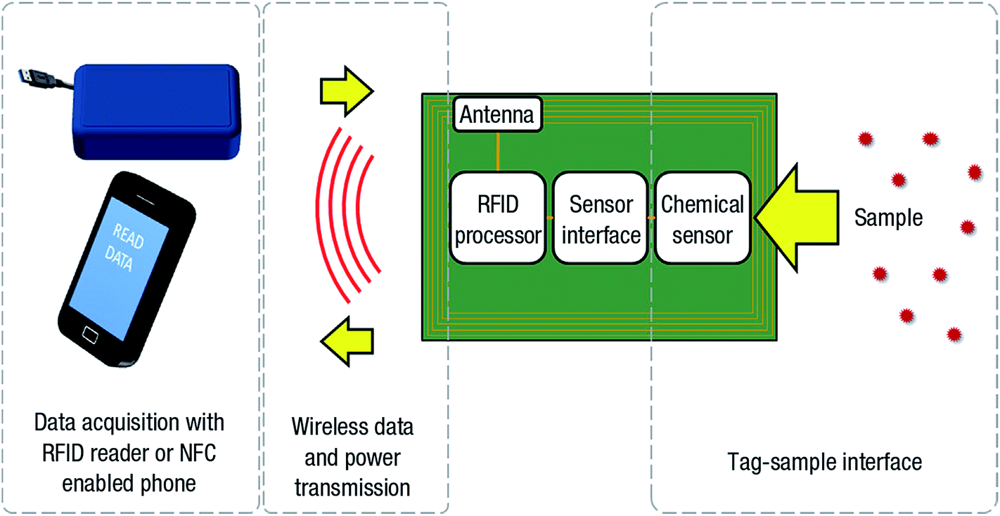 READ
DATA
Data acquisition with
RFID reader or NFC
enabled phone
Wireless data
and power
transmission
Antenna
RFID
processor
Sensor
interface
Chemical
sensor
Sample
Tag-sample interface